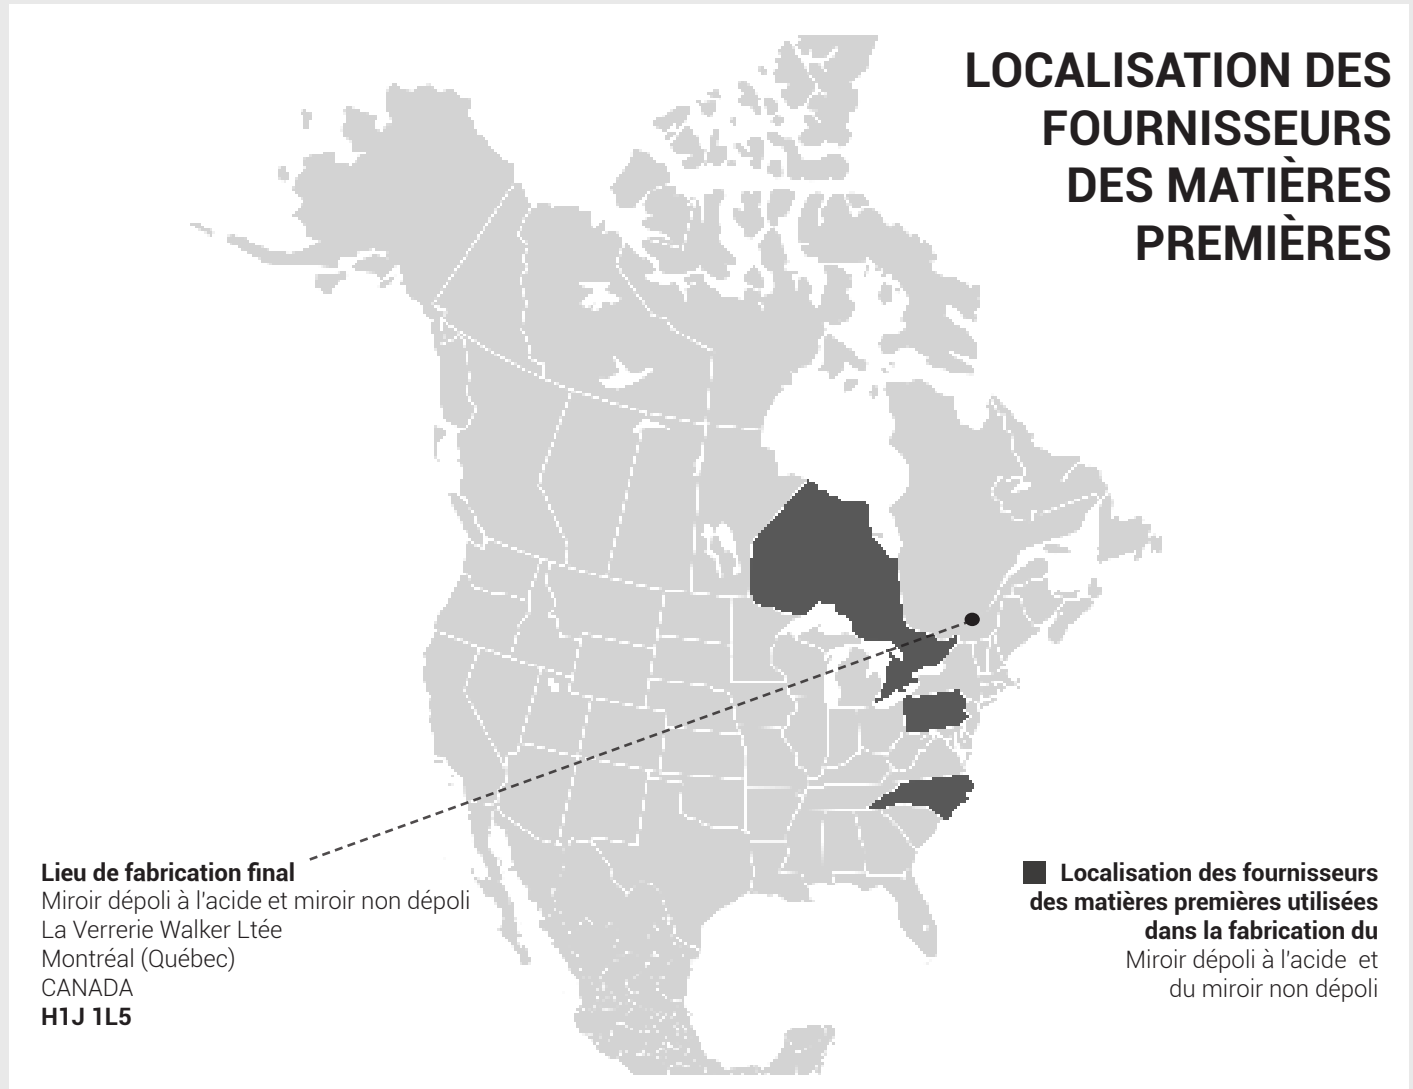 LOCALISATION DES
FOURNISSEURS
DES MATIÈRES
PREMIÈRES
Lieu de fabrication final
Miroir dépoli à l'acide et miroir non dépoli
La Verrerie Walker Ltée
Montréal (Québec)
CANADA
H1J 1L5
Localisation des fournisseurs
des matières premières utilisées
dans la fabrication du
Miroir dépoli à l'acide et
du miroir non dépoli